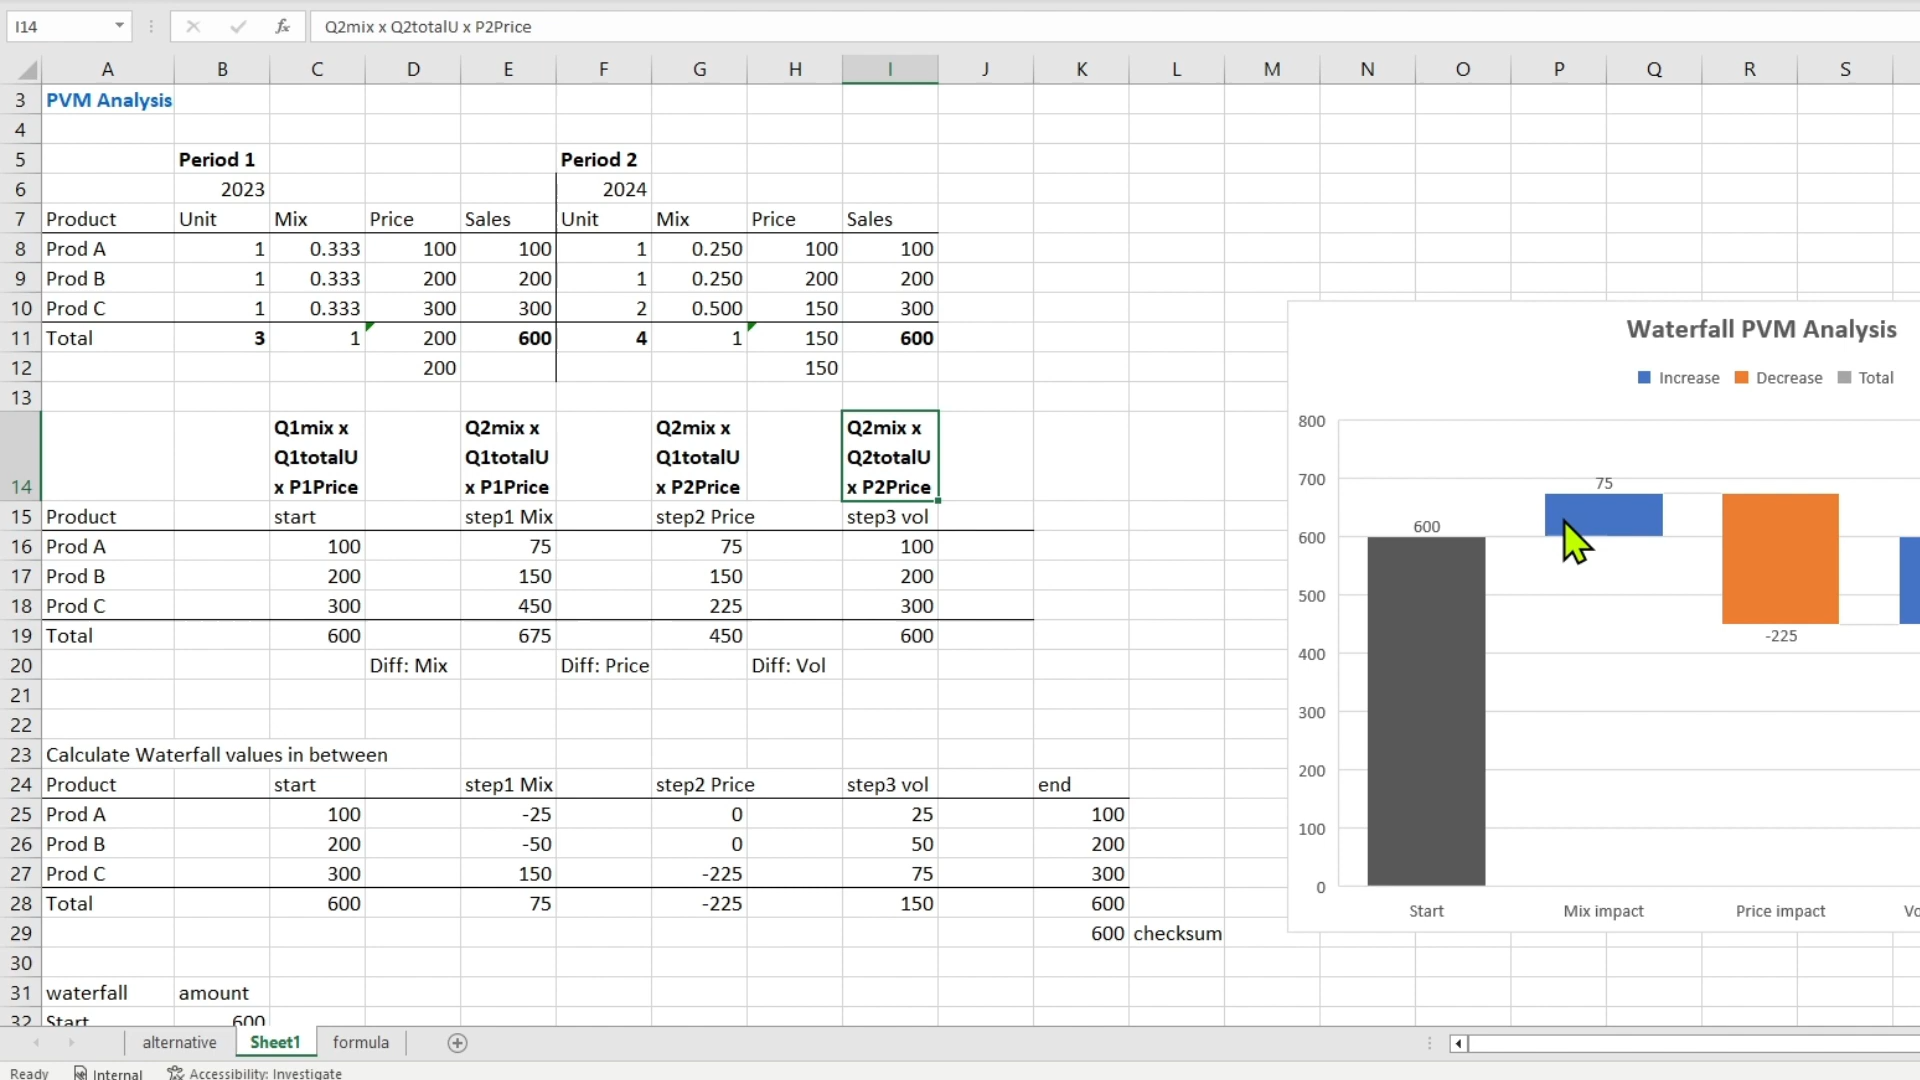 I14
fx
Q2mix x Q2totalU x P2Price
A B C D E F G H I J K L M N O P Q R S
3 PVM Analysis
4
5 Period 1 Period 2
6 2023 2024
7 Product Unit Mix Price Sales Unit Mix Price Sales
8 Prod A 1 0.333 100 100 1 0.250 100 100
9 Prod B 1 0.333 200 200 1 0.250 200 200
10 Prod C 1 0.333 300 300 2 0.500 150 300
11 Total 3 1 200 600 4 1 150 600
12 200 150
13
Q1mix x Q2mix x Q2mix x Q2mix x
Q1totalU Q1totalU Q1totalU Q2totalU
14 x P1Price x P1Price x P2Price x P2Price
15 Product start step1 Mix step2 Price step3 vol
16 Prod A 100 75 75 100
17 Prod B 200 150 150 200
18 Prod C 300 450 225 300
19 Total 600 675 450 600
20 Diff: Mix Diff: Price Diff: Vol
21
22
23 Calculate Waterfall values in between
24 Product start step1 Mix step2 Price step3 vol end
25 Prod A 100 -25 0 25 100
26 Prod B 200 -50 0 50 200
27 Prod C 300 150 -225 75 300
28 Total 600 75 -225 150 600
29 600 checksum
30
31 waterfall amount
32 Start 600
Waterfall PVM Analysis
Increase Decrease Total
800
700
600
500
400
300
200
100
0
600
75
-225
Start Mix impact Price impact
alternative Sheet1 formula
Ready Internal Accessibility: Investigate